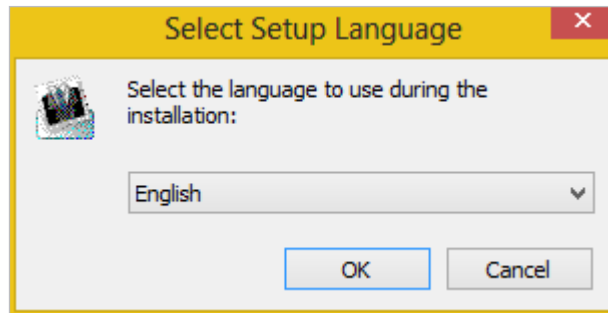 Select Setup Language
Select the language to use during the
installation:
English
OK
Cancel